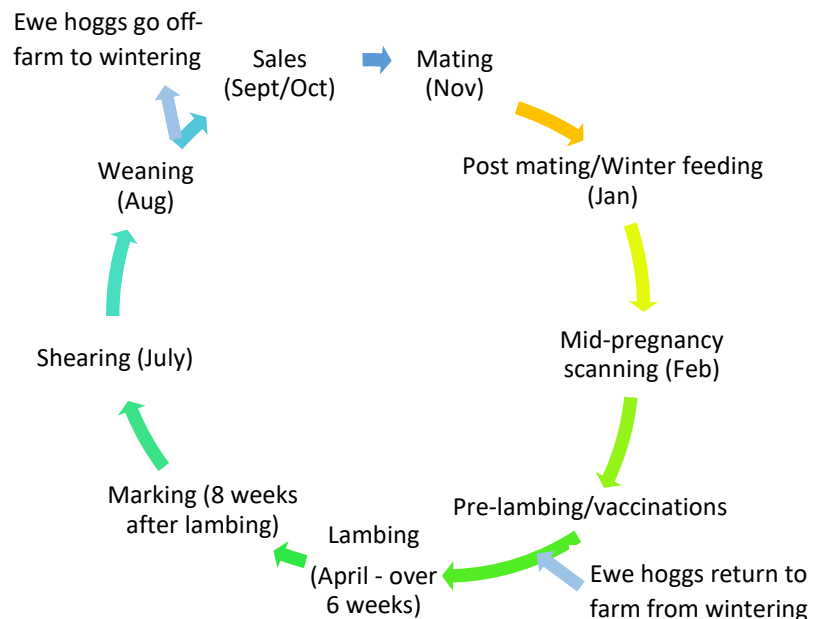 Ewe hoggs go off-
farm to wintering
Sales
(Sept/Oct)
Mating
(Nov)
Post mating/Winter feeding
(Jan)
Mid-pregnancy
scanning (Feb)
Pre-lambing/vaccinations
Ewe hoggs return to
farm from wintering
Lambing
(April - over
6 weeks)
Marking (8 weeks
after lambing)
Shearing (July)
Weaning
(Aug)